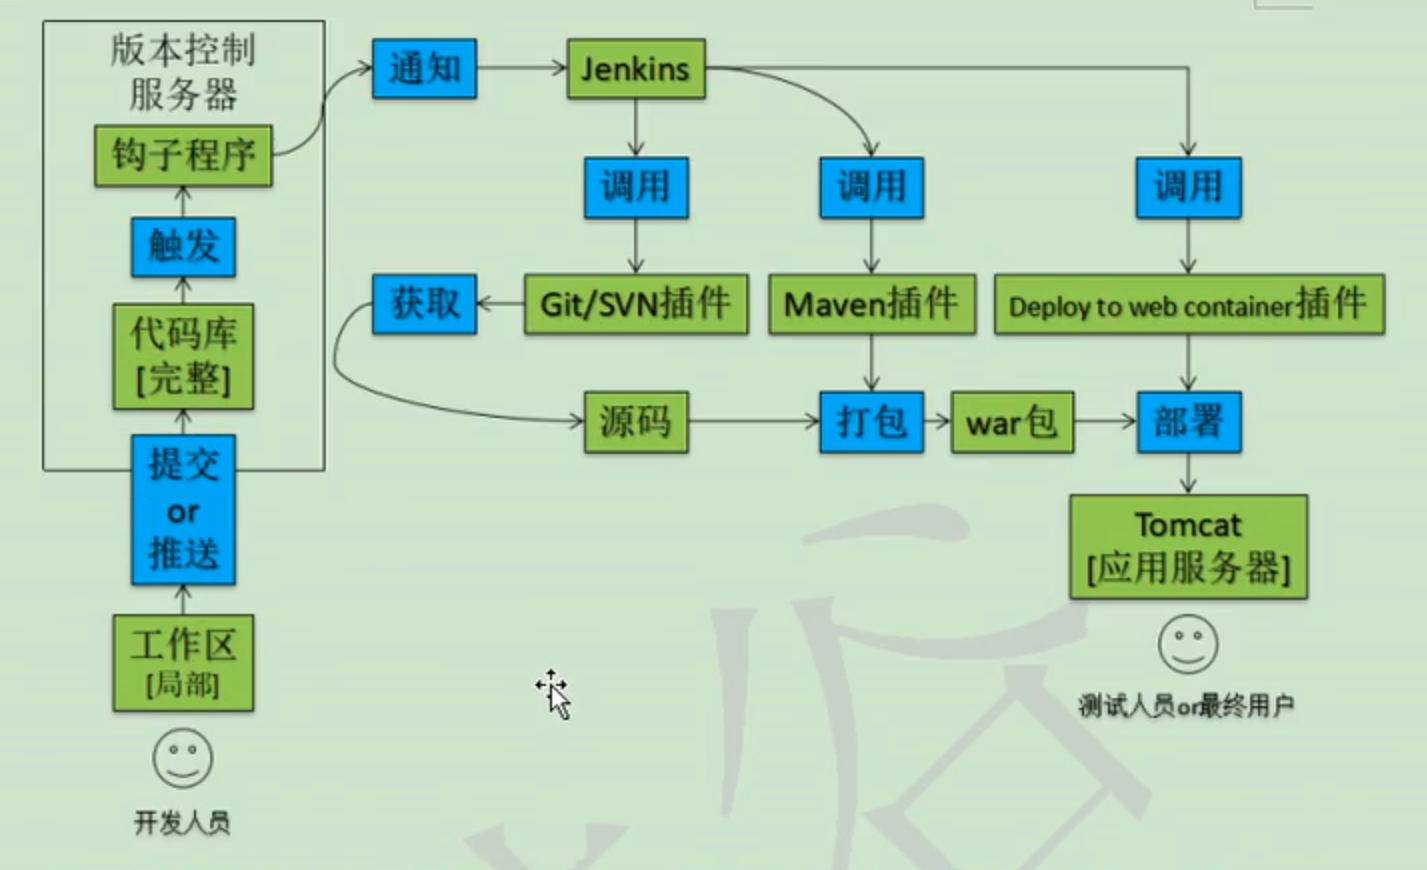 版本控制
服务器
钩子程序
触发
代码库
[完整]
提交
or
推送
工作区
[局部]
开发人员
通知
Jenkins
调用
调用
调用
获取
Git/SVN插件
Maven插件
Deploy to web container插件
源码
打包
war包
部署
Tomcat
[应用服务器]
测试人员or最终用户